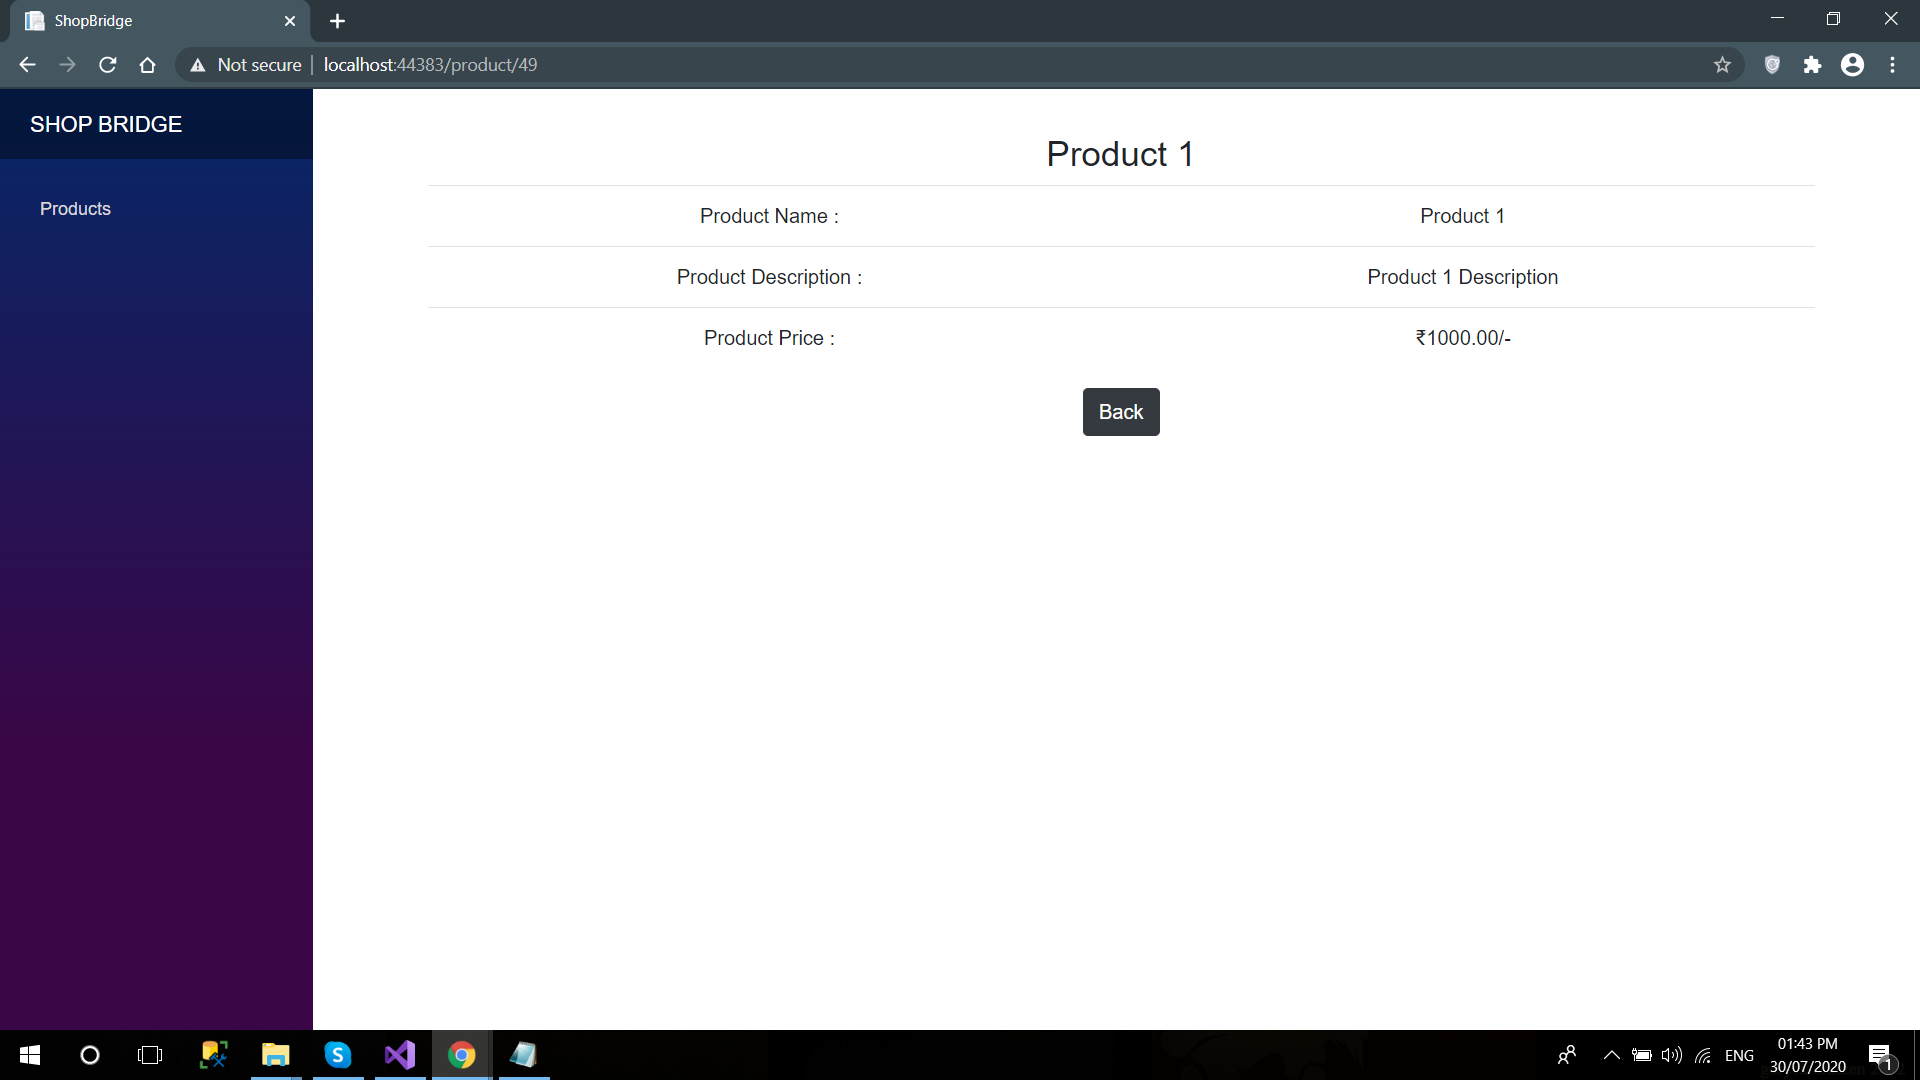 ShopBridge
Not secure
localhost:44383/product/49
SHOP BRIDGE
Products
Product 1
Product Name : Product 1
Product Description : Product 1 Description
Product Price : ₹1000.00/-
Back
ENG
01:43 PM
30/07/2020
1